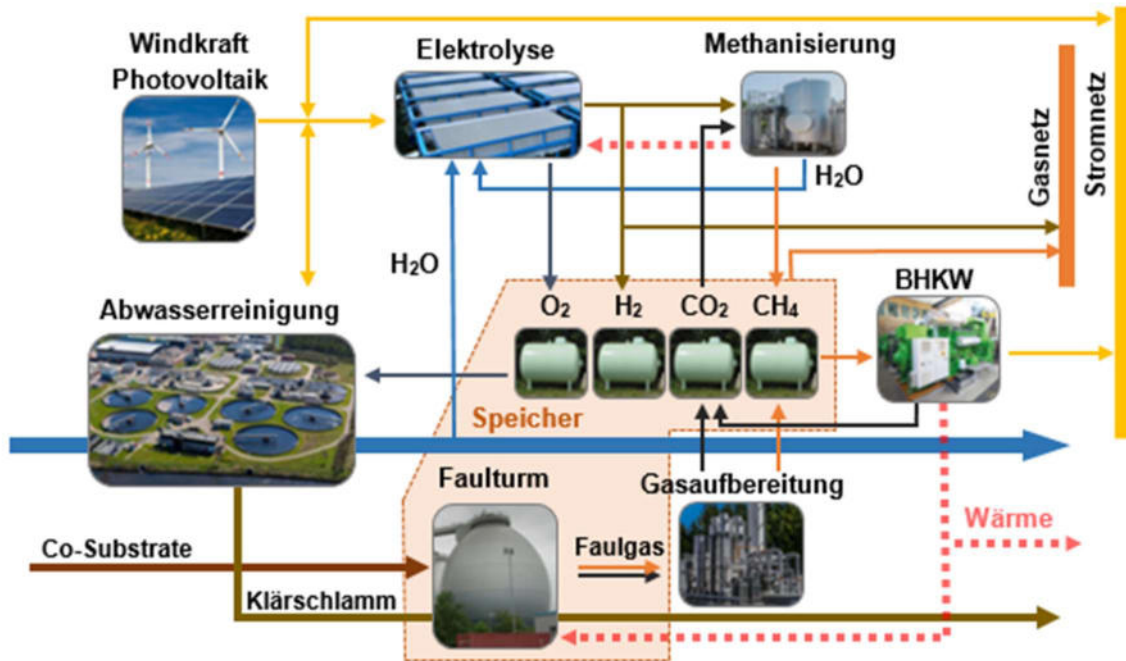 Windkraft
Photovoltaik
Elektrolyse
Methanisierung
Gasnetz
Stromnetz
H₂O
H₂O
Abwasserreinigung
O₂
H₂
CO₂
CH₄
BHKW
Speicher
Faulturm
Gasaufbereitung
Wärme
Co-Substrate
Faulgas
Klärschlamm